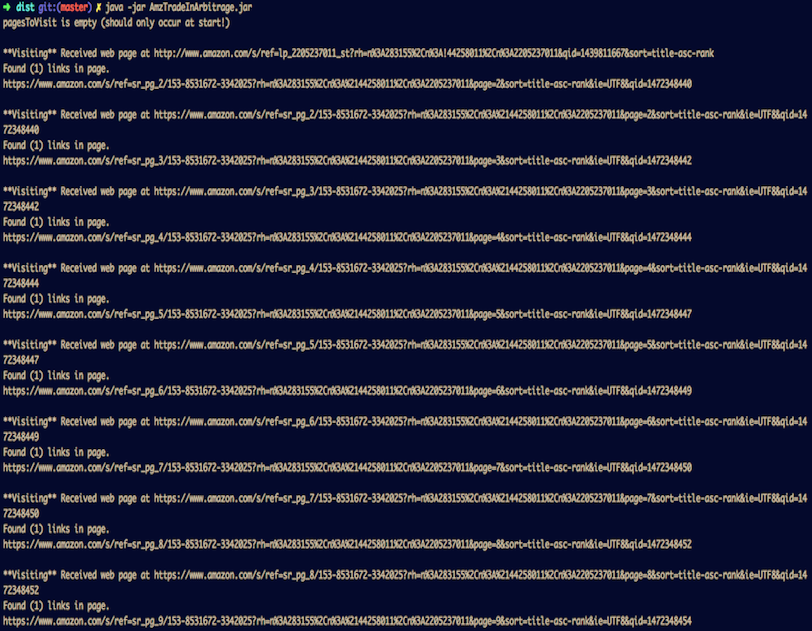 ➜ dist git:(master) ✗ java -jar AmzTradeInArbitrage.jar
pagesToVisit is empty (should only occur at start!)
**Visiting** Received web page at http://www.amazon.com/s/ref=lp_2205237011_st?rh=n%3A283155%2Cn%3A!44258011%2Cn%3A2205237011&qid=1439811667&sort=title-asc-rank
Found (1) links in page.
https://www.amazon.com/s/ref=sr_pg_2/153-8531672-3342025?rh=n%3A283155%2Cn%3A%2144258011%2Cn%3A2205237011&page=2&sort=title-asc-rank&ie=UTF8&qid=1472348440
**Visiting** Received web page at https://www.amazon.com/s/ref=sr_pg_2/153-8531672-3342025?rh=n%3A283155%2Cn%3A%2144258011%2Cn%3A2205237011&page=2&sort=title-asc-rank&ie=UTF8&qid=14
72348440
Found (1) links in page.
https://www.amazon.com/s/ref=sr_pg_3/153-8531672-3342025?rh=n%3A283155%2Cn%3A%2144258011%2Cn%3A2205237011&page=3&sort=title-asc-rank&ie=UTF8&qid=1472348442
**Visiting** Received web page at https://www.amazon.com/s/ref=sr_pg_3/153-8531672-3342025?rh=n%3A283155%2Cn%3A%2144258011%2Cn%3A2205237011&page=3&sort=title-asc-rank&ie=UTF8&qid=14
72348442
Found (1) links in page.
https://www.amazon.com/s/ref=sr_pg_4/153-8531672-3342025?rh=n%3A283155%2Cn%3A%2144258011%2Cn%3A2205237011&page=4&sort=title-asc-rank&ie=UTF8&qid=1472348444
**Visiting** Received web page at https://www.amazon.com/s/ref=sr_pg_4/153-8531672-3342025?rh=n%3A283155%2Cn%3A%2144258011%2Cn%3A2205237011&page=4&sort=title-asc-rank&ie=UTF8&qid=14
72348444
Found (1) links in page.
https://www.amazon.com/s/ref=sr_pg_5/153-8531672-3342025?rh=n%3A283155%2Cn%3A%2144258011%2Cn%3A2205237011&page=5&sort=title-asc-rank&ie=UTF8&qid=1472348447
**Visiting** Received web page at https://www.amazon.com/s/ref=sr_pg_5/153-8531672-3342025?rh=n%3A283155%2Cn%3A%2144258011%2Cn%3A2205237011&page=5&sort=title-asc-rank&ie=UTF8&qid=14
72348447
Found (1) links in page.
https://www.amazon.com/s/ref=sr_pg_6/153-8531672-3342025?rh=n%3A283155%2Cn%3A%2144258011%2Cn%3A2205237011&page=6&sort=title-asc-rank&ie=UTF8&qid=1472348449
**Visiting** Received web page at https://www.amazon.com/s/ref=sr_pg_6/153-8531672-3342025?rh=n%3A283155%2Cn%3A%2144258011%2Cn%3A2205237011&page=6&sort=title-asc-rank&ie=UTF8&qid=14
72348449
Found (1) links in page.
https://www.amazon.com/s/ref=sr_pg_7/153-8531672-3342025?rh=n%3A283155%2Cn%3A%2144258011%2Cn%3A2205237011&page=7&sort=title-asc-rank&ie=UTF8&qid=1472348450
**Visiting** Received web page at https://www.amazon.com/s/ref=sr_pg_7/153-8531672-3342025?rh=n%3A283155%2Cn%3A%2144258011%2Cn%3A2205237011&page=7&sort=title-asc-rank&ie=UTF8&qid=14
72348450
Found (1) links in page.
https://www.amazon.com/s/ref=sr_pg_8/153-8531672-3342025?rh=n%3A283155%2Cn%3A%2144258011%2Cn%3A2205237011&page=8&sort=title-asc-rank&ie=UTF8&qid=1472348452
**Visiting** Received web page at https://www.amazon.com/s/ref=sr_pg_8/153-8531672-3342025?rh=n%3A283155%2Cn%3A%2144258011%2Cn%3A2205237011&page=8&sort=title-asc-rank&ie=UTF8&qid=14
72348452
Found (1) links in page.
https://www.amazon.com/s/ref=sr_pg_9/153-8531672-3342025?rh=n%3A283155%2Cn%3A%2144258011%2Cn%3A2205237011&page=9&sort=title-asc-rank&ie=UTF8&qid=1472348454